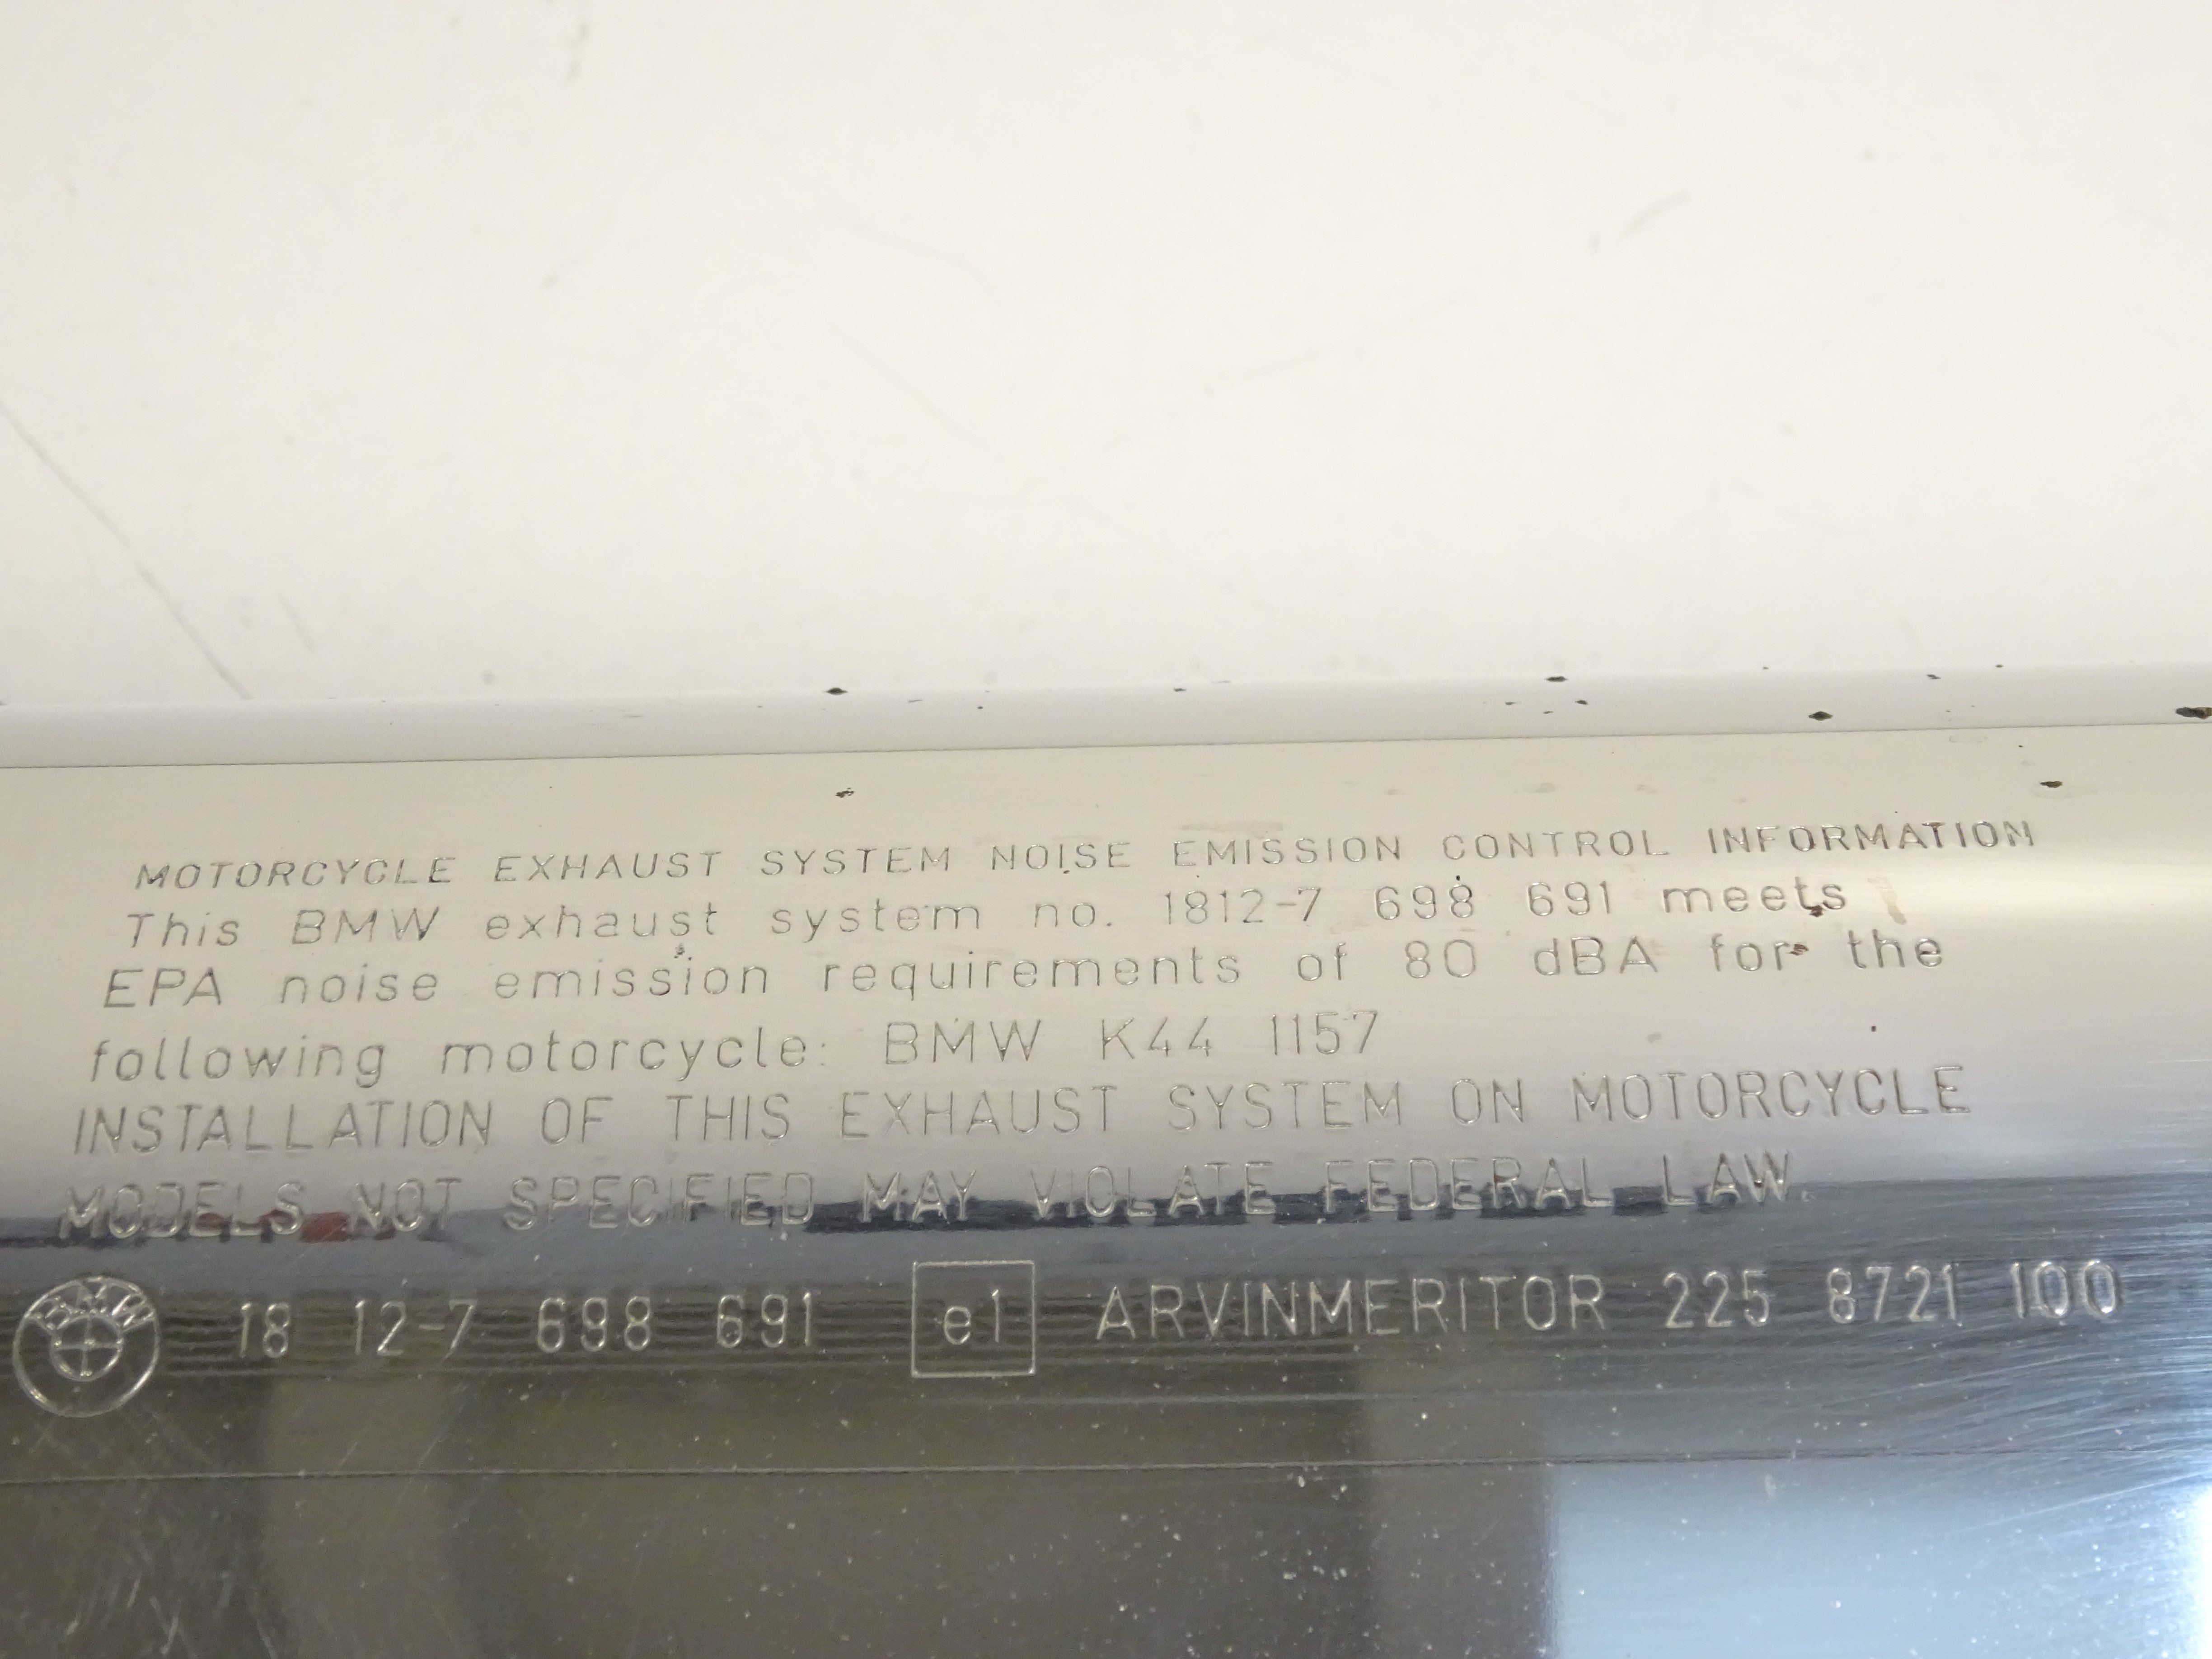 MOTORCYCLE EXHAUST SYSTEM NOISE EMISSION CONTROL INFORMATION
This BMW exhaust system no. 1812-7 698 691 meets
EPA noise emission requirements of 80 dBA for the
following motorcycle: BMW K44 1157
INSTALLATION OF THIS EXHAUST SYSTEM ON MOTORCYCLE
MODELS NOT SPECIFIED MAY VIOLATE FEDERAL LAW.
BMW 18 12-7 698 691 e1 ARVINMERITOR 225 8721 100